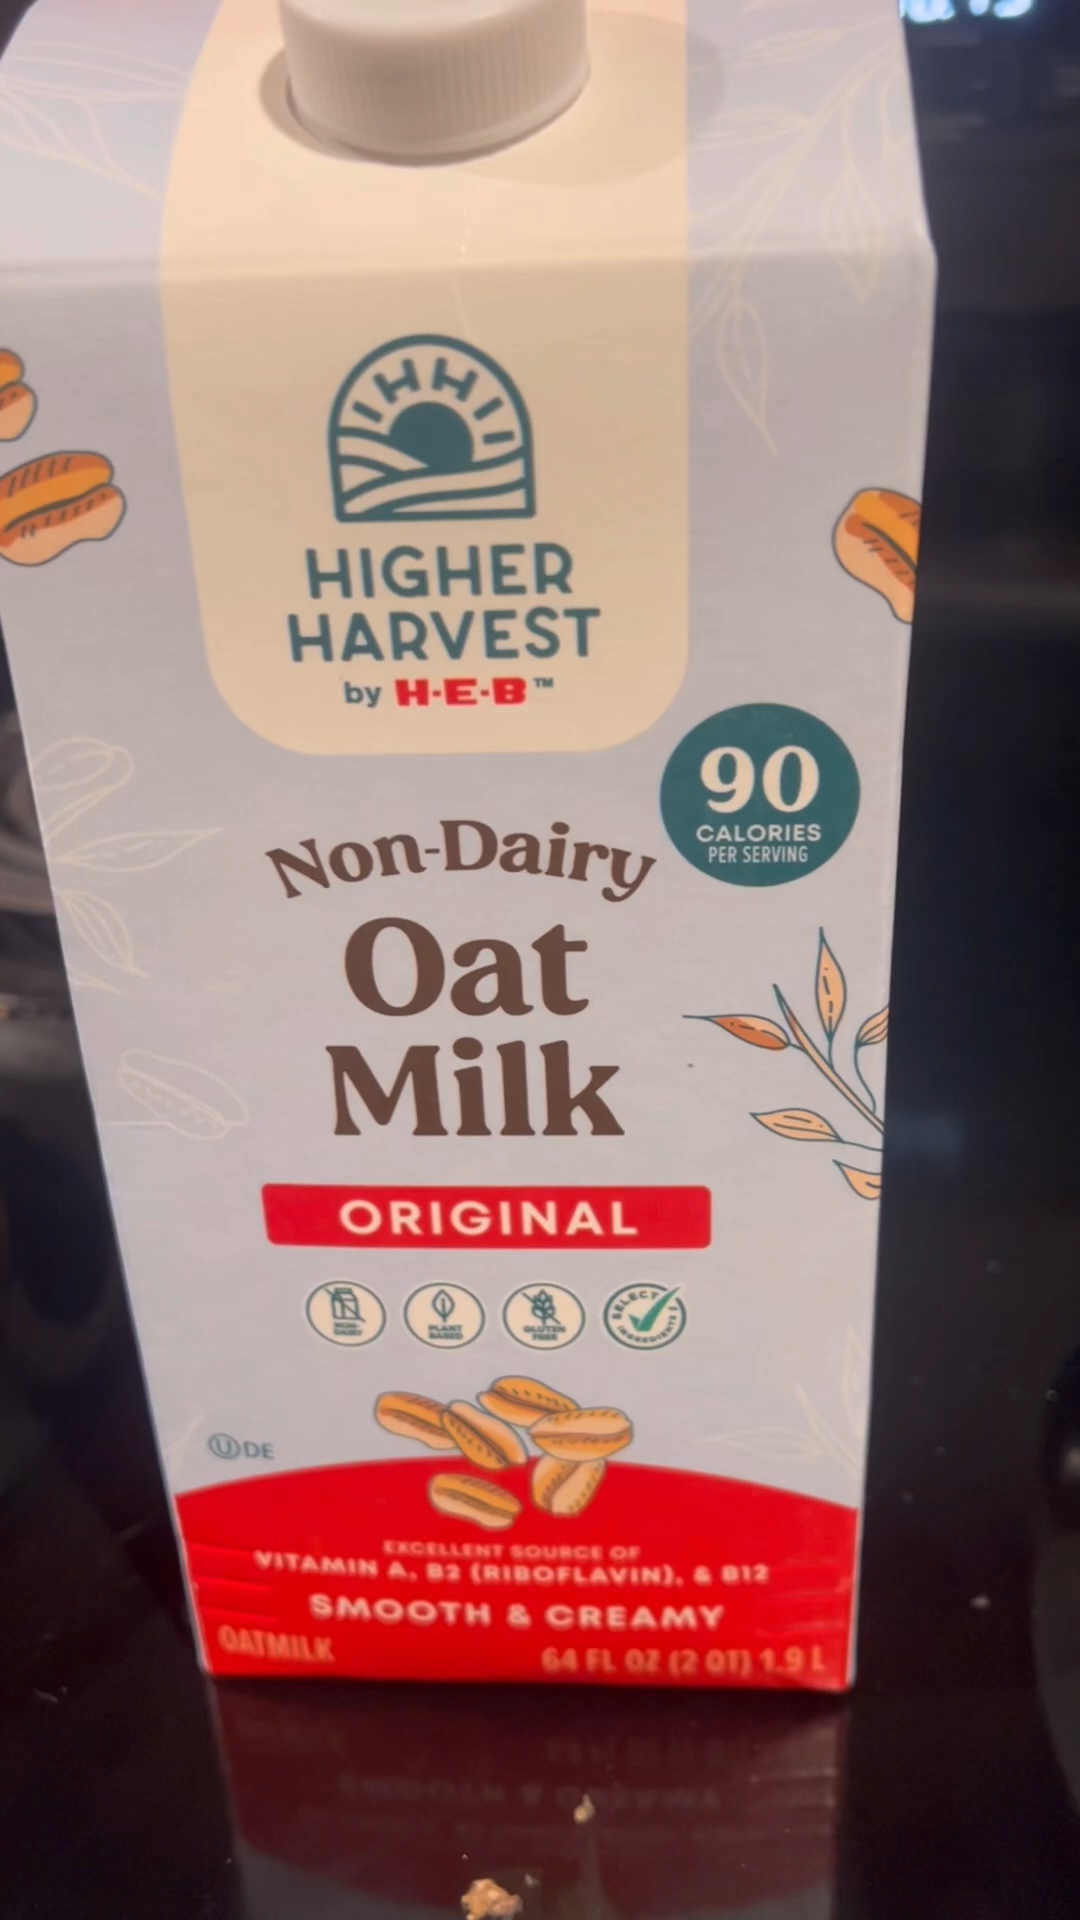 HIGHER
HARVEST
by H-E-B™
90
CALORIES
PER SERVING
Non-Dairy
Oat
Milk
ORIGINAL
NON-
DAIRY
PLANT
BASED
GLUTEN
FREE
SELECT
INGREDIENTS
U DE
EXCELLENT SOURCE OF
VITAMIN A, B2 (RIBOFLAVIN), & B12
SMOOTH & CREAMY
OATMILK
64 FL OZ (2 QT) 1.9 L